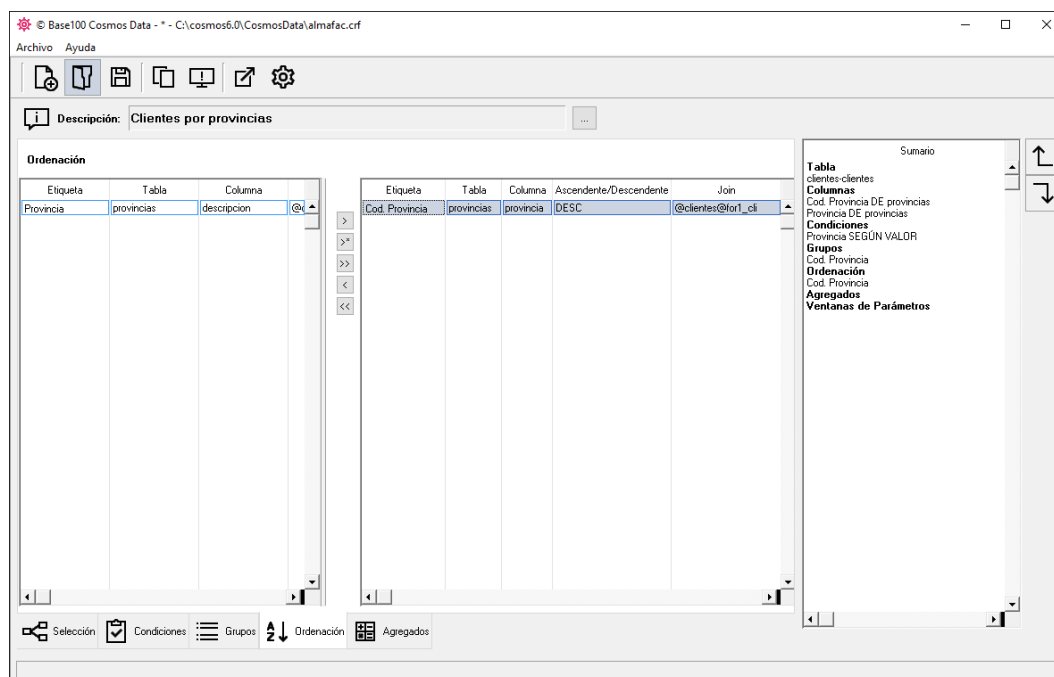 © Base100 Cosmos Data - * - C:\cosmos6.0\CosmosData\almafac.crf
Archivo Ayuda
Descripción: Clientes por provincias ...
Ordenación
Etiqueta Tabla Columna
Provincia provincias descripcion
>
>*
>>
<
<<
Etiqueta Tabla Columna Ascendente/Descendente Join
Cod. Provincia provincias provincia DESC @clientes@for1_cli
Sumario
Tabla
clientes-clientes
Columnas
Cod. Provincia DE provincias
Provincia DE provincias
Condiciones
Provincia SEGÚN VALOR
Grupos
Cod. Provincia
Ordenación
Cod. Provincia
Agregados
Ventanas de Parámetros
Selección Condiciones Grupos Ordenación Agregados